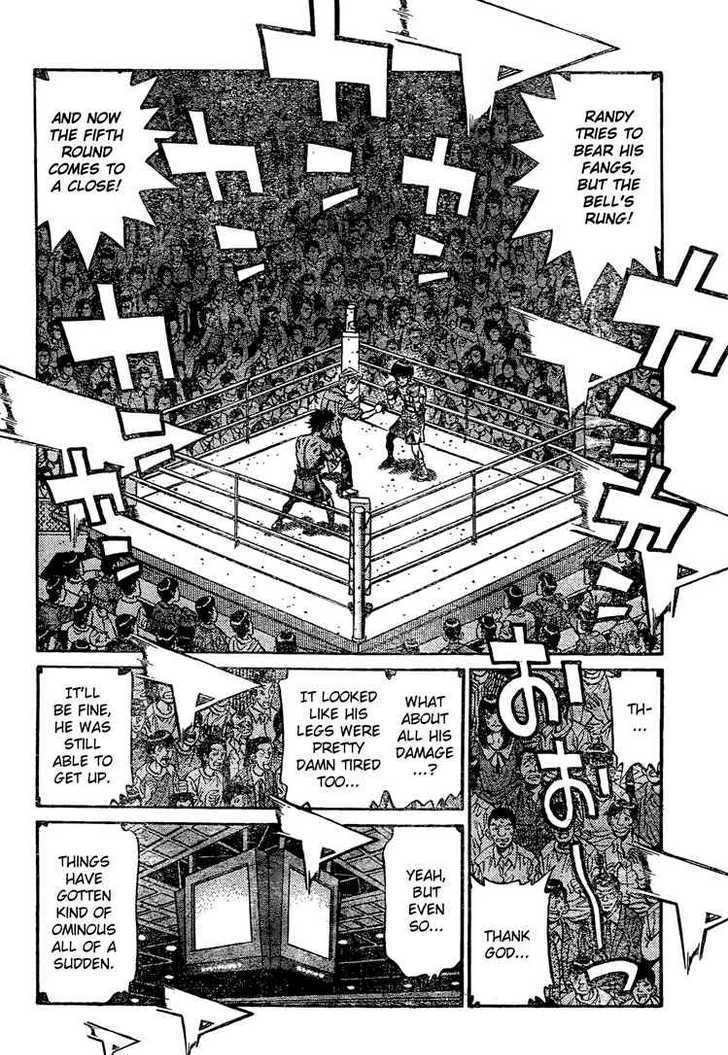 RANDY
TRIES TO
BEAR HIS
FANGS,
BUT THE
BELL'S
RUNG!
AND NOW
THE FIFTH
ROUND
COMES TO
A CLOSE!
TH-
...
THANK
GOD...
おお〜っ
WHAT
ABOUT
ALL HIS
DAMAGE
...?
IT LOOKED
LIKE HIS
LEGS WERE
PRETTY
DAMN TIRED
TOO...
IT'LL
BE FINE,
HE WAS
STILL
ABLE TO
GET UP.
YEAH,
BUT
EVEN
SO...
THINGS
HAVE
GOTTEN
KIND OF
OMINOUS
ALL OF A
SUDDEN.